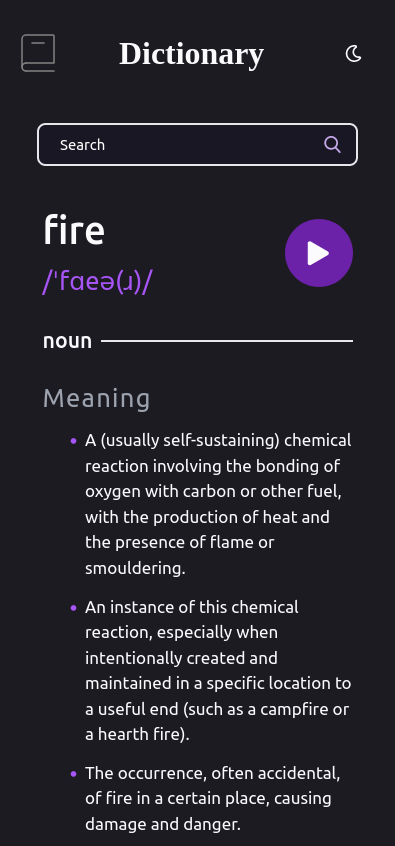 Dictionary
Search
fire
/ˈfɑeə(ɹ)/
noun
Meaning
A (usually self-sustaining) chemical
reaction involving the bonding of
oxygen with carbon or other fuel,
with the production of heat and
the presence of flame or
smouldering.
An instance of this chemical
reaction, especially when
intentionally created and
maintained in a specific location to
a useful end (such as a campfire or
a hearth fire).
The occurrence, often accidental,
of fire in a certain place, causing
damage and danger.